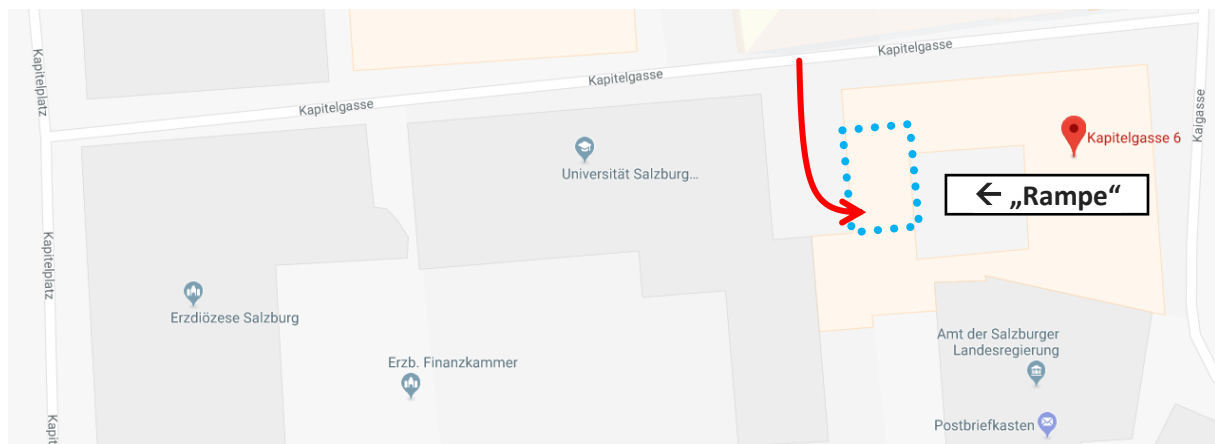 Kapitelplatz
Kapitelgasse
Kapitelgasse
Kapitelgasse
Kaigasse
Kapitelgasse 6
Universität Salzburg...
← „Rampe“
Kapitelplatz
Erzdiözese Salzburg
Amt der Salzburger
Landesregierung
Erzb. Finanzkammer
Postbriefkasten
Kapit